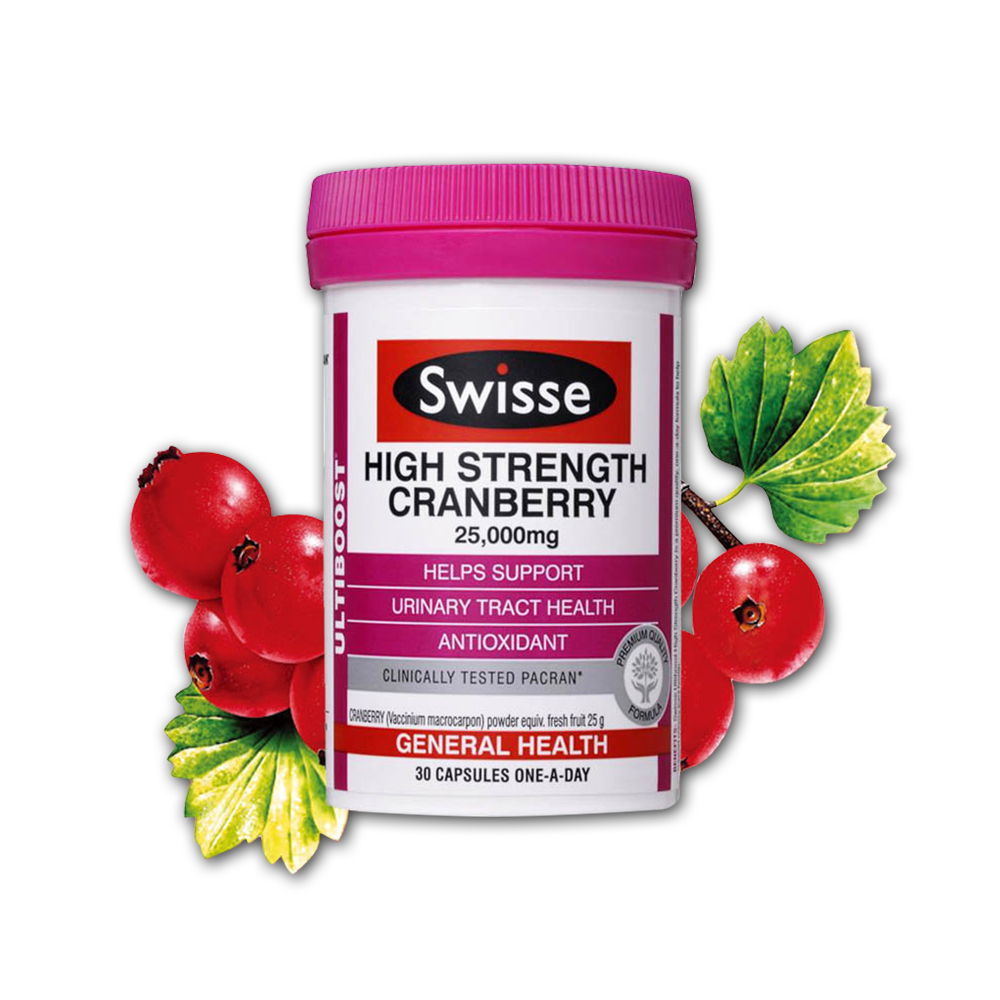 Swisse
HIGH STRENGTH
CRANBERRY
25,000mg
ULTIBOOST
HELPS SUPPORT
URINARY TRACT HEALTH
ANTIOXIDANT
CLINICALLY TESTED PACRAN*
PREMIUM QUALITY
FORMULA
CRANBERRY (Vaccinium macrocarpon) powder equiv. fresh fruit 25 g
GENERAL HEALTH
30 CAPSULES ONE-A-DAY